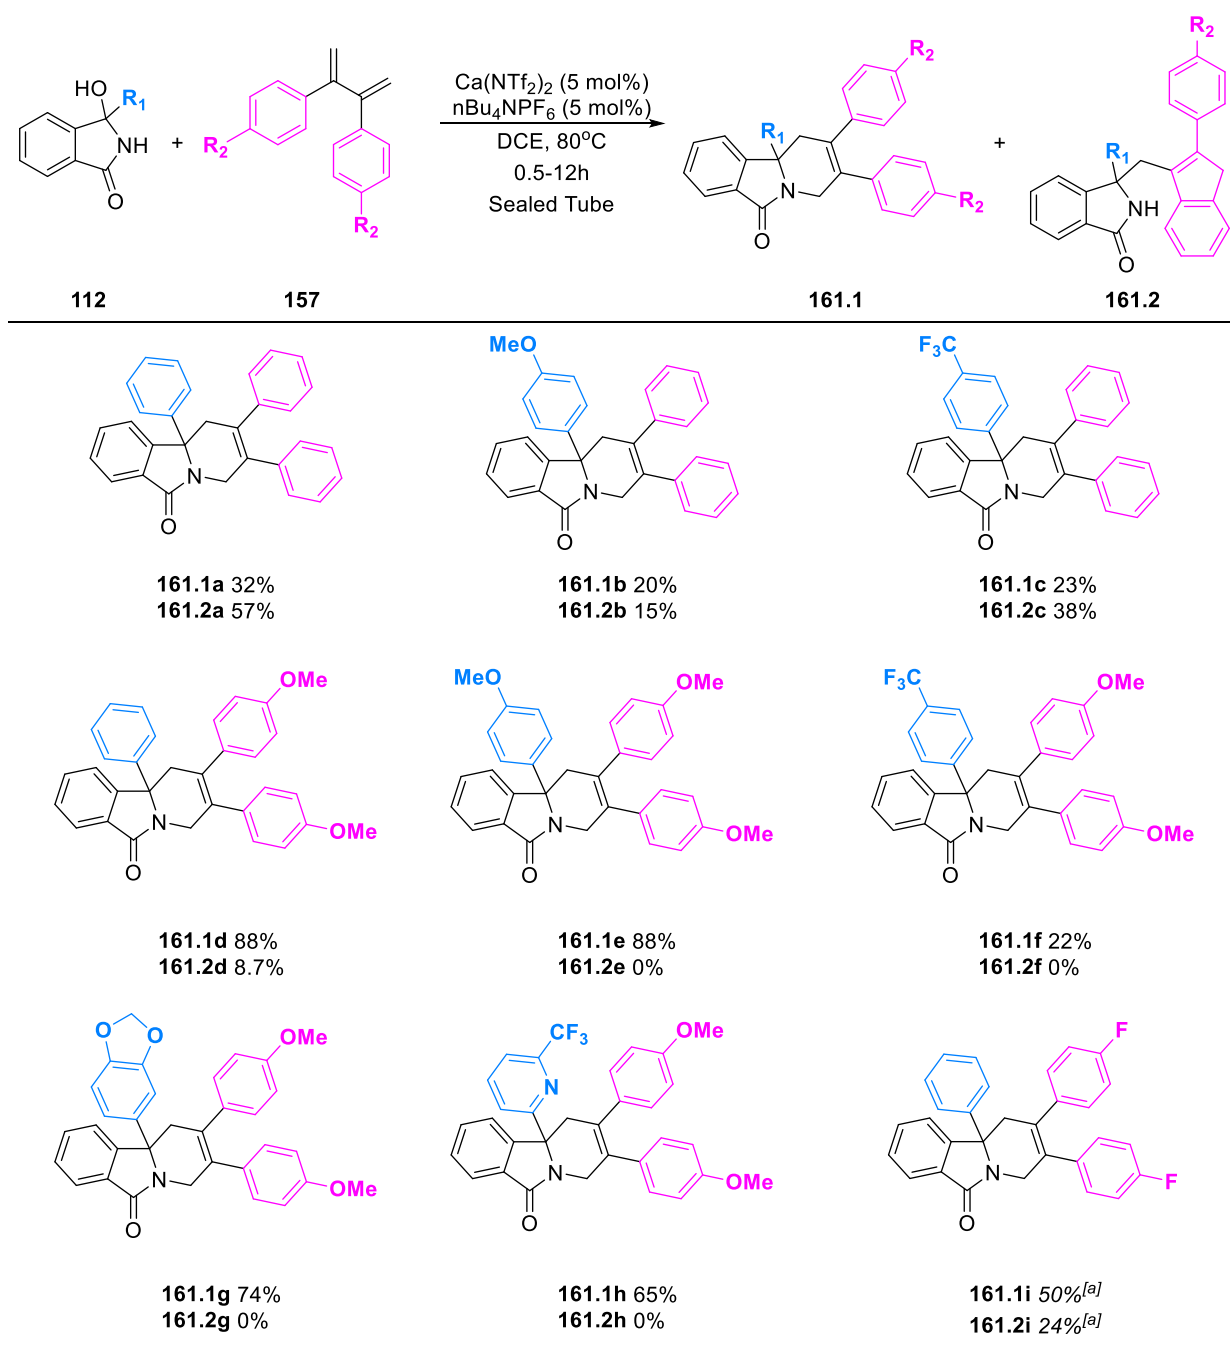 HO
R₁
NH
O
+
R₂
R₂
Ca(NTf₂)₂ (5 mol%)
nBu₄NPF₆ (5 mol%)
DCE, 80°C
0.5-12h
Sealed Tube
R₁
N
O
R₂
R₂
+
R₁
NH
O
R₂
112
157
161.1
161.2
N
O
MeO
N
O
F₃C
N
O
161.1a 32%
161.2a 57%
161.1b 20%
161.2b 15%
161.1c 23%
161.2c 38%
OMe
OMe
N
O
MeO
OMe
OMe
N
O
F₃C
OMe
OMe
N
O
161.1d 88%
161.2d 8.7%
161.1e 88%
161.2e 0%
161.1f 22%
161.2f 0%
O
O
OMe
OMe
N
O
CF₃
N
OMe
OMe
N
O
F
F
N
O
161.1g 74%
161.2g 0%
161.1h 65%
161.2h 0%
161.1i 50%[a]
161.2i 24%[a]